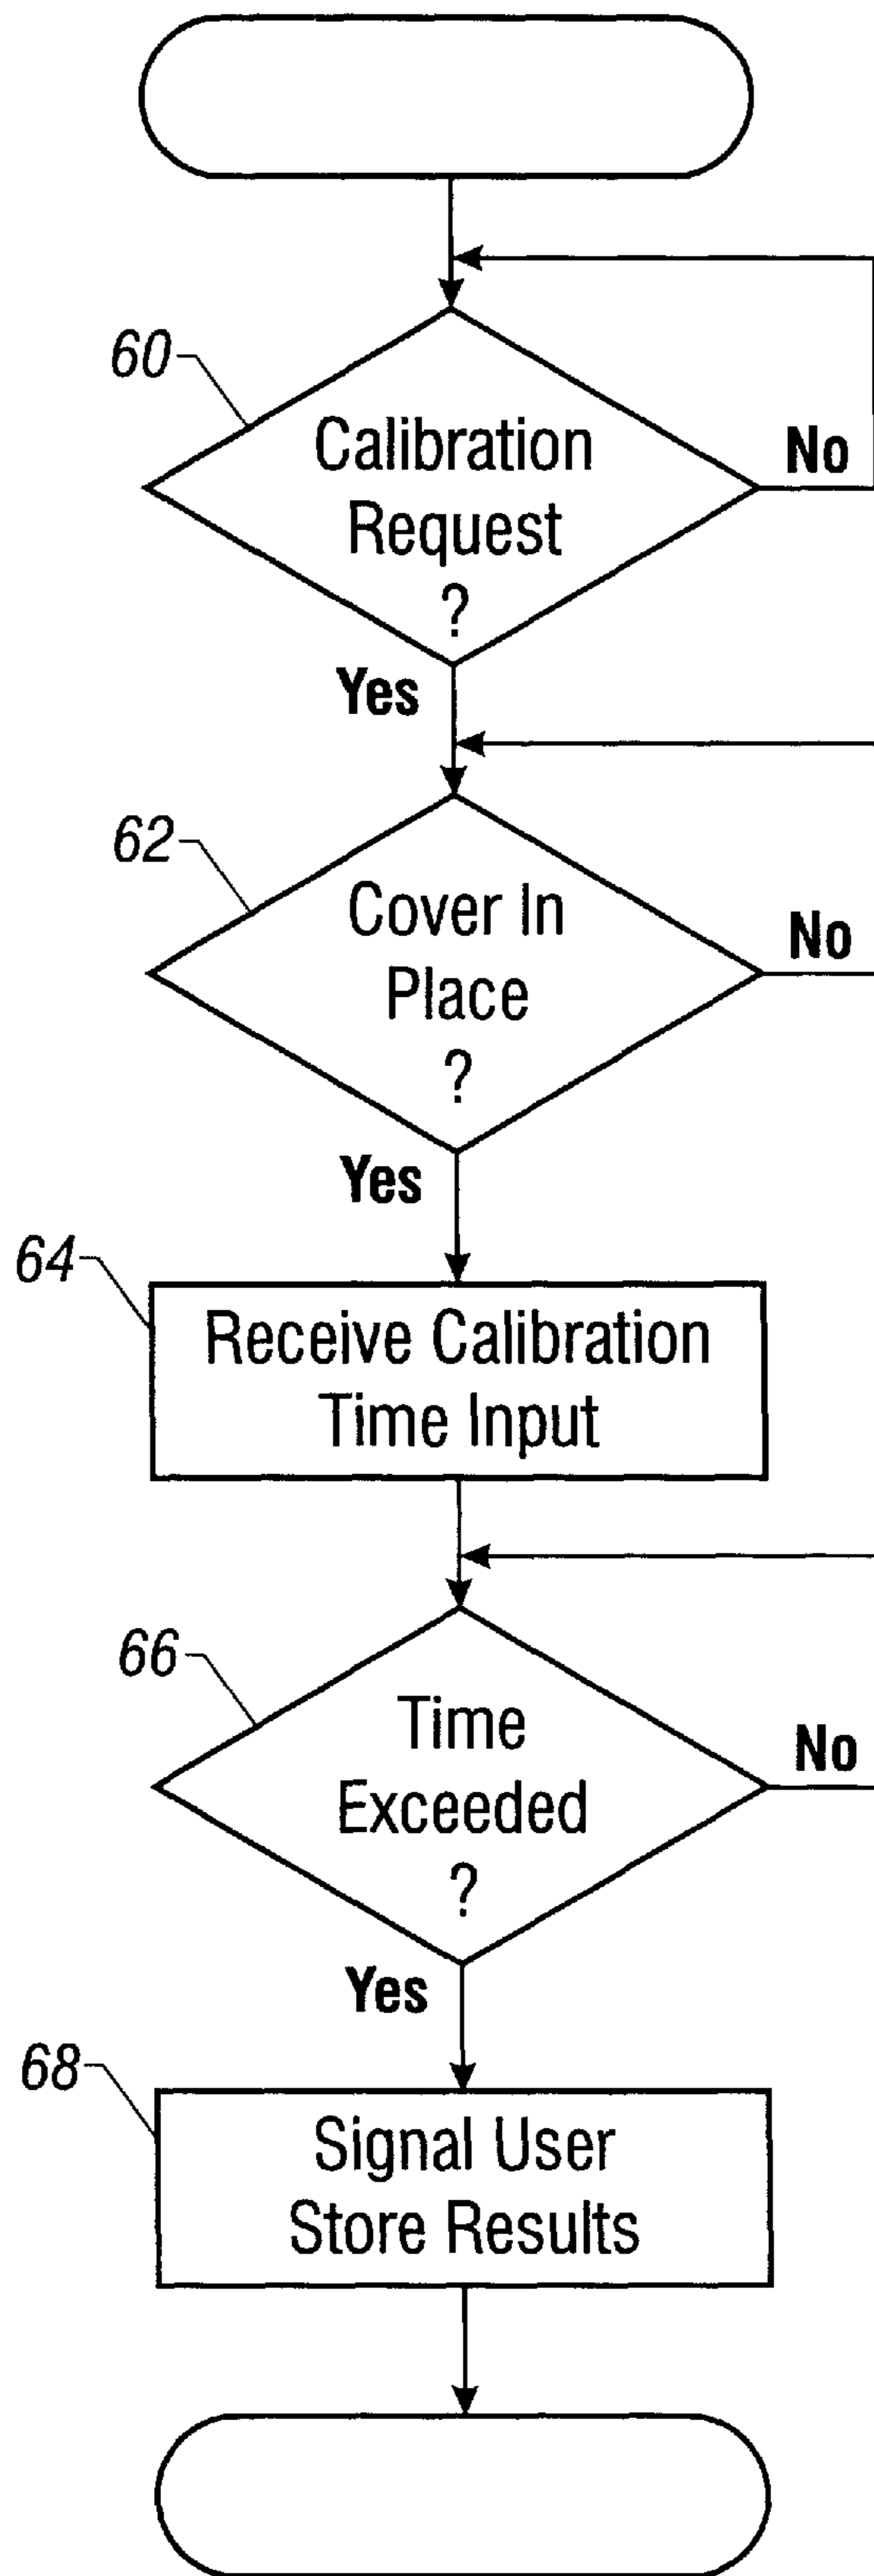 60
Calibration
Request
?
No
Yes
62
Cover In
Place
?
No
Yes
64
Receive Calibration
Time Input
66
Time
Exceeded
?
No
Yes
68
Signal User
Store Results